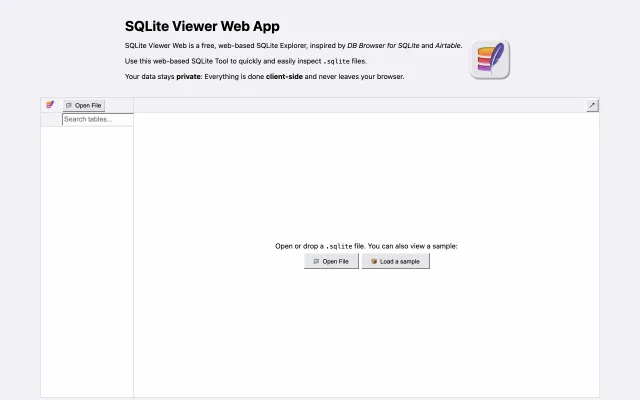 SQLite Viewer Web App
SQLite Viewer Web is a free, web-based SQLite Explorer, inspired by DB Browser for SQLite and Airtable.
Use this web-based SQLite Tool to quickly and easily inspect .sqlite files.
Your data stays private: Everything is done client-side and never leaves your browser.
Open File
Search tables...
Open or drop a .sqlite file. You can also view a sample:
Open File
Load a sample